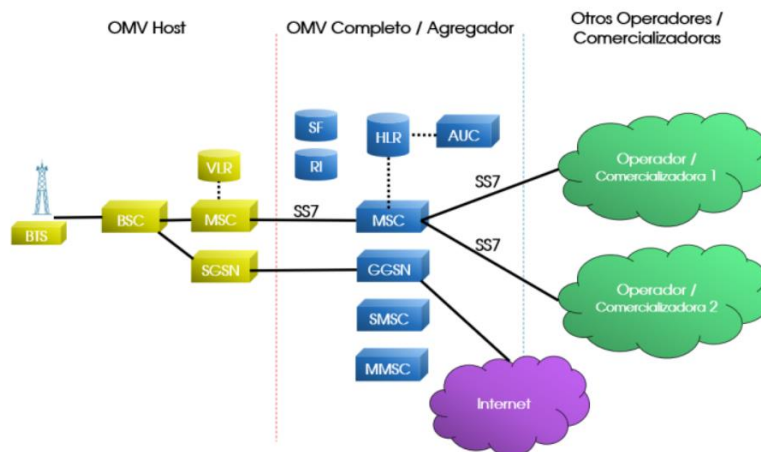 OMV Host
OMV Completo / Agregador
Otros Operadores /
Comercializadoras
SF
HLR
AUC
VLR
RI
Operador /
Comercializadora 1
SS7
BTS
BSC
MSC
SS7
MSC
SS7
SGSN
GGSN
Operador /
Comercializadora 2
SMSC
MMSC
Internet